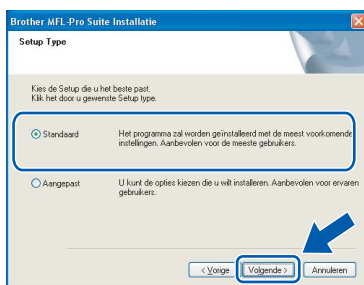 Brother MFL-Pro Suite Installatie
Setup Type
Kies de Setup die u het beste past.
Klik het door u gewenste Setup type.
Standaard
Het programma zal worden geïnstalleerd met de meest voorkomende
instellingen. Aanbevolen voor de meeste gebruikers.
Aangepast
U kunt de opties kiezen die u wilt installeren. Aanbevolen voor ervaren
gebruikers.
< Vorige
Volgende >
Annuleren